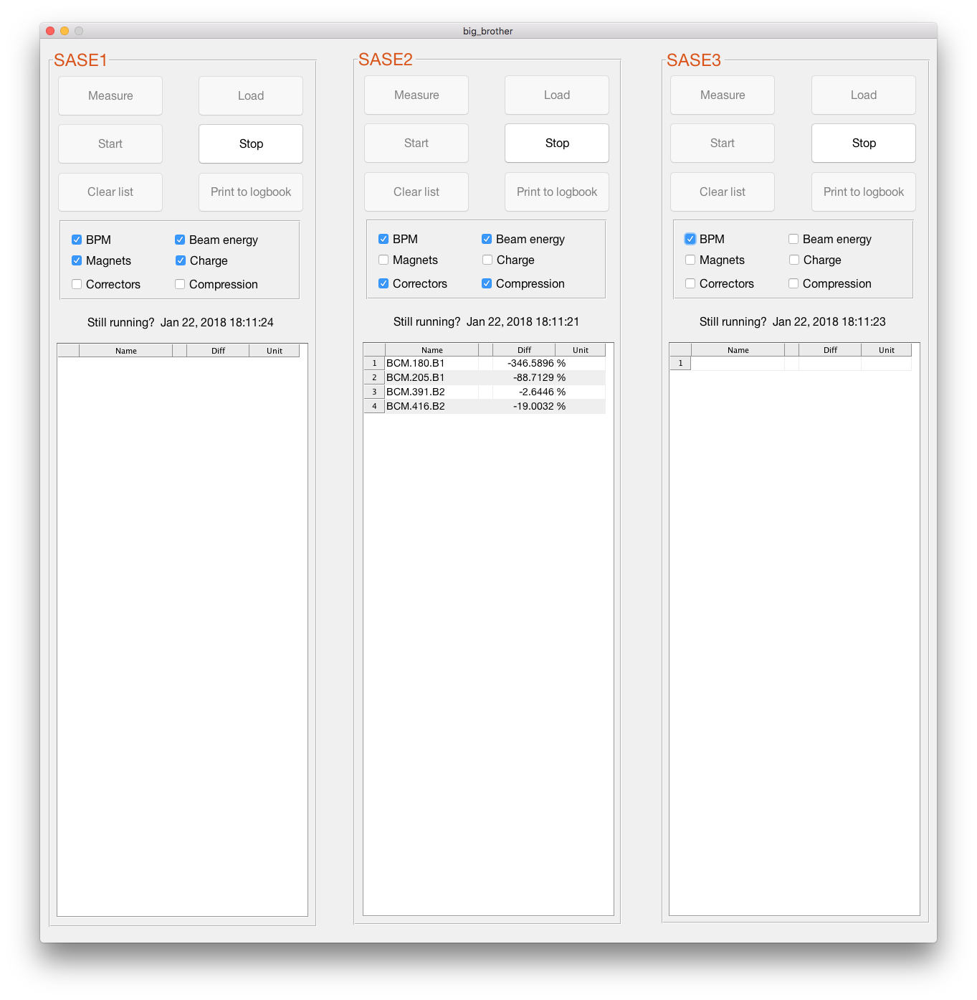 big_brother
SASE1
Measure Load
Start Stop
Clear list Print to logbook
BPM Beam energy
Magnets Charge
Correctors Compression
Still running? Jan 22, 2018 18:11:24
Name Diff Unit
SASE2
Measure Load
Start Stop
Clear list Print to logbook
BPM Beam energy
Magnets Charge
Correctors Compression
Still running? Jan 22, 2018 18:11:21
Name Diff Unit
1 BCM.180.B1 -346.5896 %
2 BCM.205.B1 -88.7129 %
3 BCM.391.B2 -2.6446 %
4 BCM.416.B2 -19.0032 %
SASE3
Measure Load
Start Stop
Clear list Print to logbook
BPM Beam energy
Magnets Charge
Correctors Compression
Still running? Jan 22, 2018 18:11:23
Name Diff Unit
1